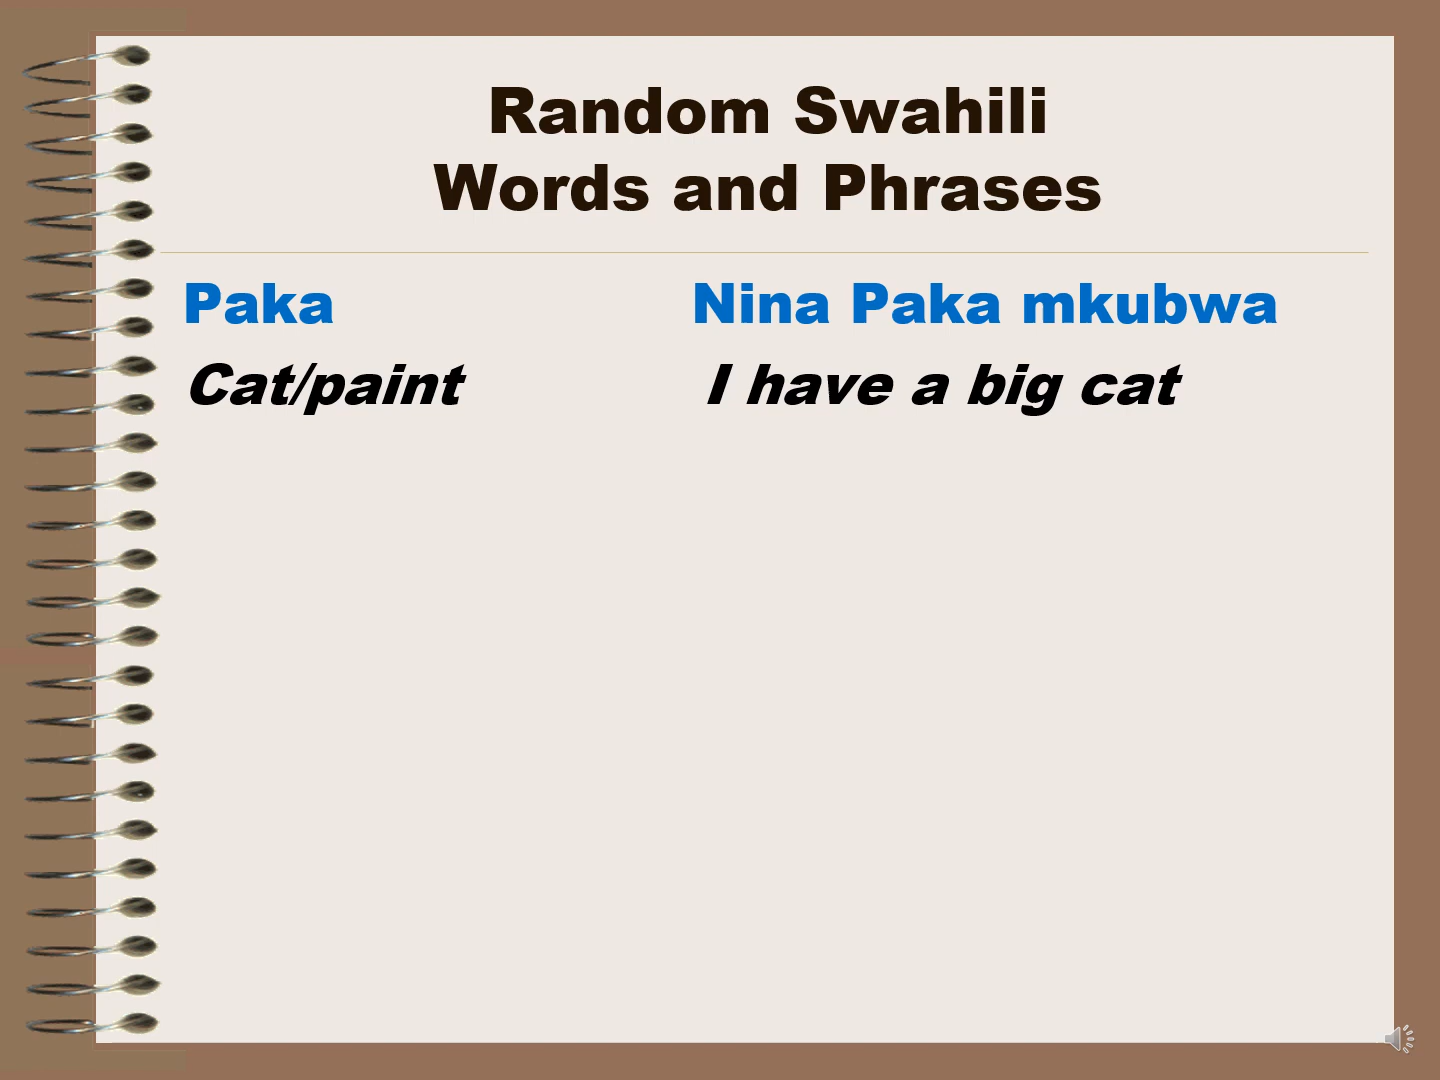 Random Swahili
Words and Phrases
Paka
Nina Paka mkubwa
Cat/paint
I have a big cat